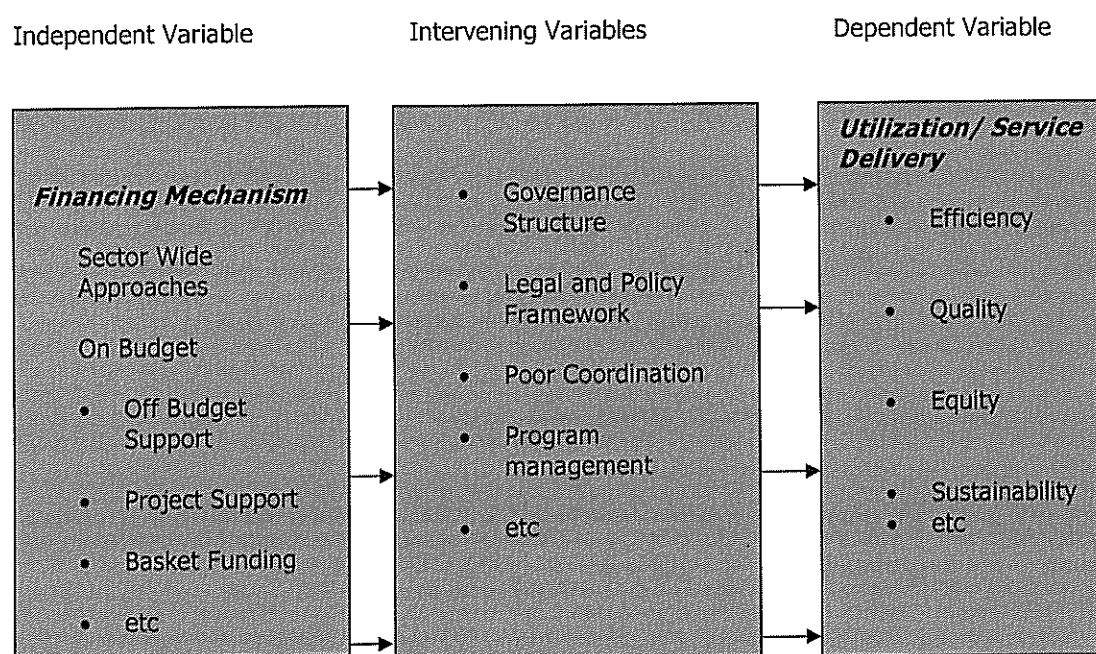 Independent Variable
Intervening Variables
Dependent Variable
Financing Mechanism
Sector Wide
Approaches
On Budget
• Off Budget
Support
• Project Support
• Basket Funding
• etc
• Governance
Structure
• Legal and Policy
Framework
• Poor Coordination
• Program
management
• etc
Utilization/ Service
Delivery
• Efficiency
• Quality
• Equity
• Sustainability
• etc